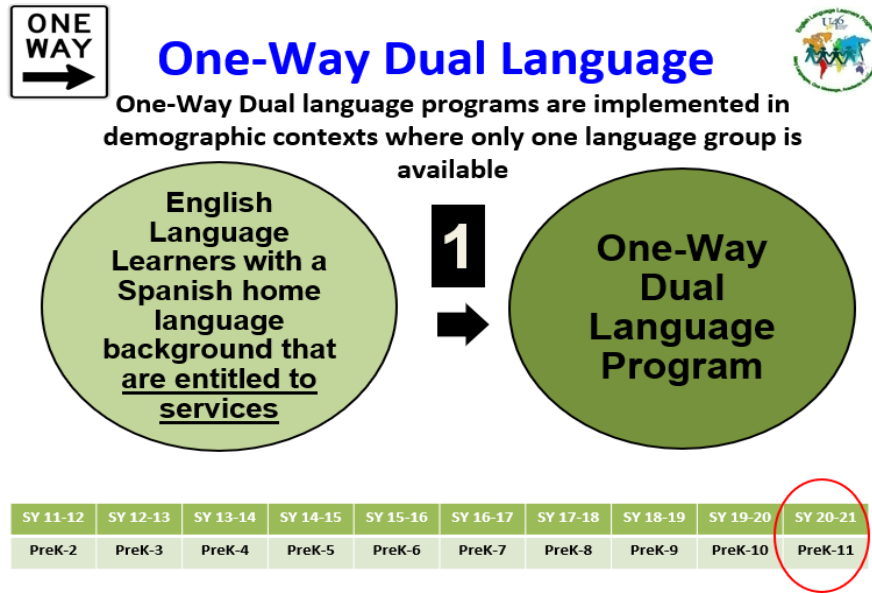 ONE
WAY
One-Way Dual Language
U46
One-Way Dual language programs are implemented in
demographic contexts where only one language group is
available
English
Language
Learners with a
Spanish home
language
background that
are entitled to
services
1
One-Way
Dual
Language
Program
SY 11-12 SY 12-13 SY 13-14 SY 14-15 SY 15-16 SY 16-17 SY 17-18 SY 18-19 SY 19-20 SY 20-21
PreK-2 PreK-3 PreK-4 PreK-5 PreK-6 PreK-7 PreK-8 PreK-9 PreK-10 PreK-11